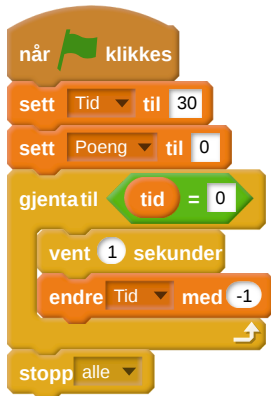 når klikkes
sett Tid til 30
sett Poeng til 0
gjenta til tid = 0
vent 1 sekunder
endre Tid med -1
stopp alle